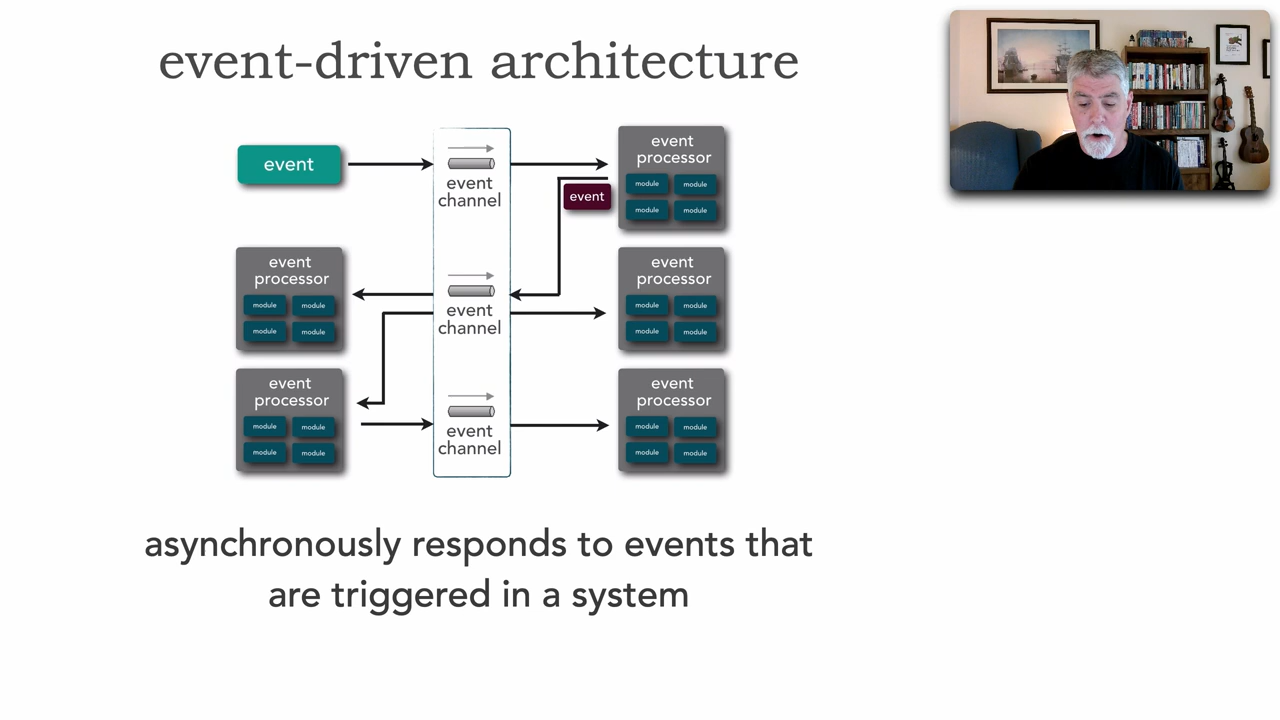 event-driven architecture
event
event
channel
event
processor
module module
module module
event
event
processor
module module
module module
event
channel
event
processor
module module
module module
event
processor
module module
module module
event
channel
event
processor
module module
module module
asynchronously responds to events that
are triggered in a system